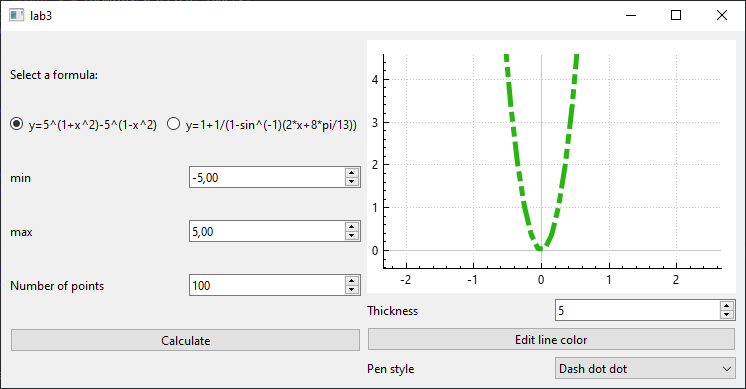 lab3
Select a formula:
y=5^(1+x^2)-5^(1-x^2)
y=1+1/(1-sin^(-1)(2*x+8*pi/13))
min
-5,00
max
5,00
Number of points
100
Calculate
4
3
2
1
0
-2 -1 0 1 2
Thickness
5
Edit line color
Pen style
Dash dot dot